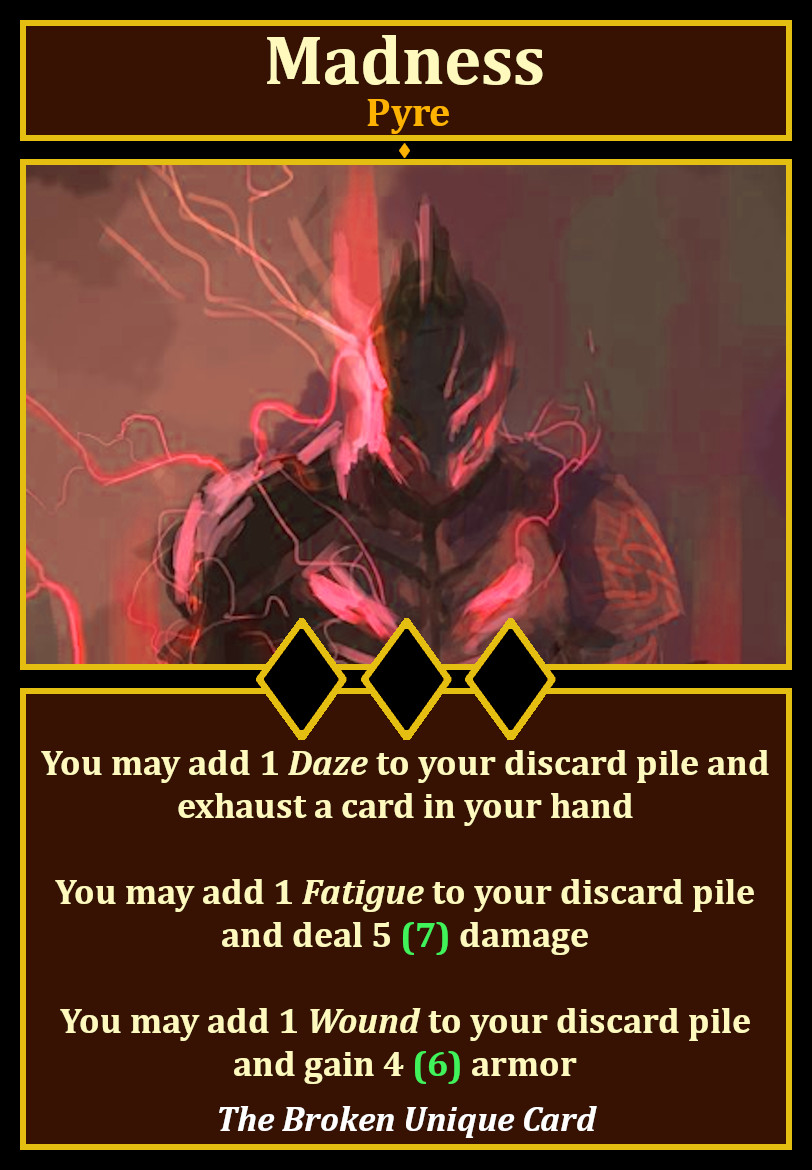 Madness
Pyre
You may add 1 Daze to your discard pile and
exhaust a card in your hand
You may add 1 Fatigue to your discard pile
and deal 5 (7) damage
You may add 1 Wound to your discard pile
and gain 4 (6) armor
The Broken Unique Card